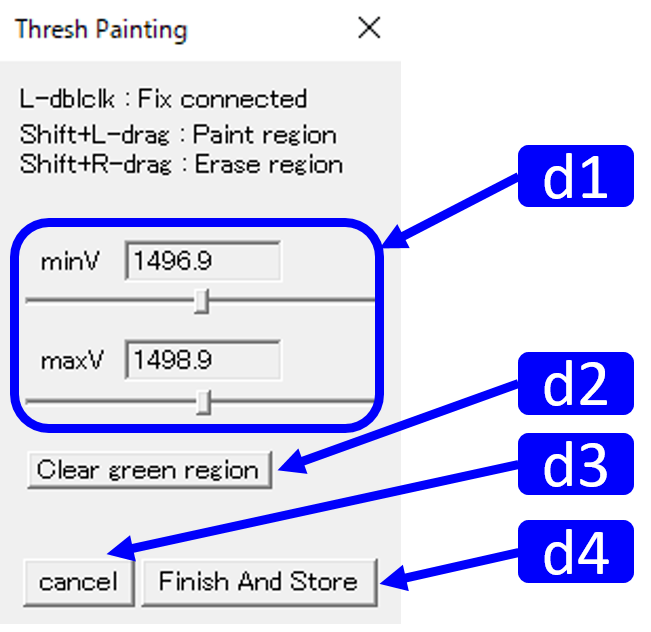 Thresh Painting
L-dblclk : Fix connected
Shift+L-drag : Paint region
Shift+R-drag : Erase region
d1
minV 1496.9
maxV 1498.9
d2
Clear green region
d3
d4
cancel Finish And Store